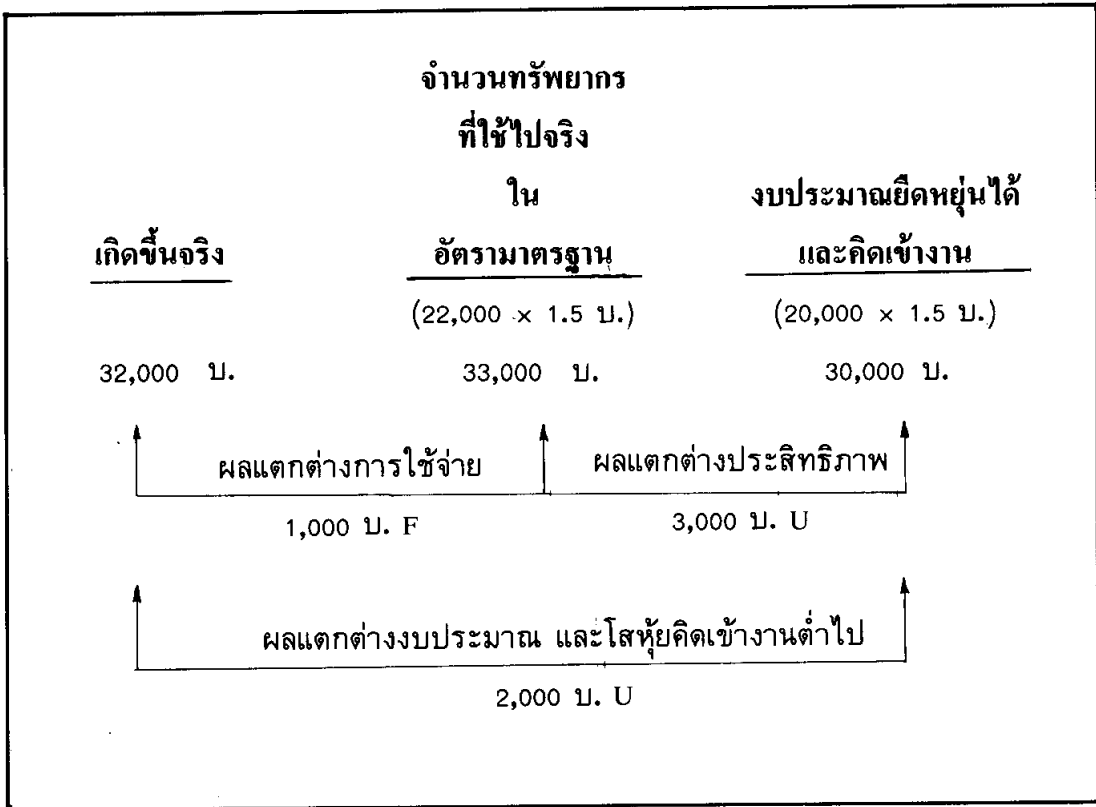 จำนวนทรัพยากร
ที่ใช้ไปจริง
ใน
อัตรามาตรฐาน
งบประมาณยืดหยุ่นได้
และคิดเข้างาน
เกิดขึ้นจริง
(22,000 × 1.5 บ.)
(20,000 × 1.5 บ.)
32,000 บ.
33,000 บ.
30,000 บ.
ผลแตกต่างการใช้จ่าย
ผลแตกต่างประสิทธิภาพ
1,000 บ. F
3,000 บ. U
ผลแตกต่างงบประมาณ และโสหุ้ยคิดเข้างานต่ำไป
2,000 บ. U